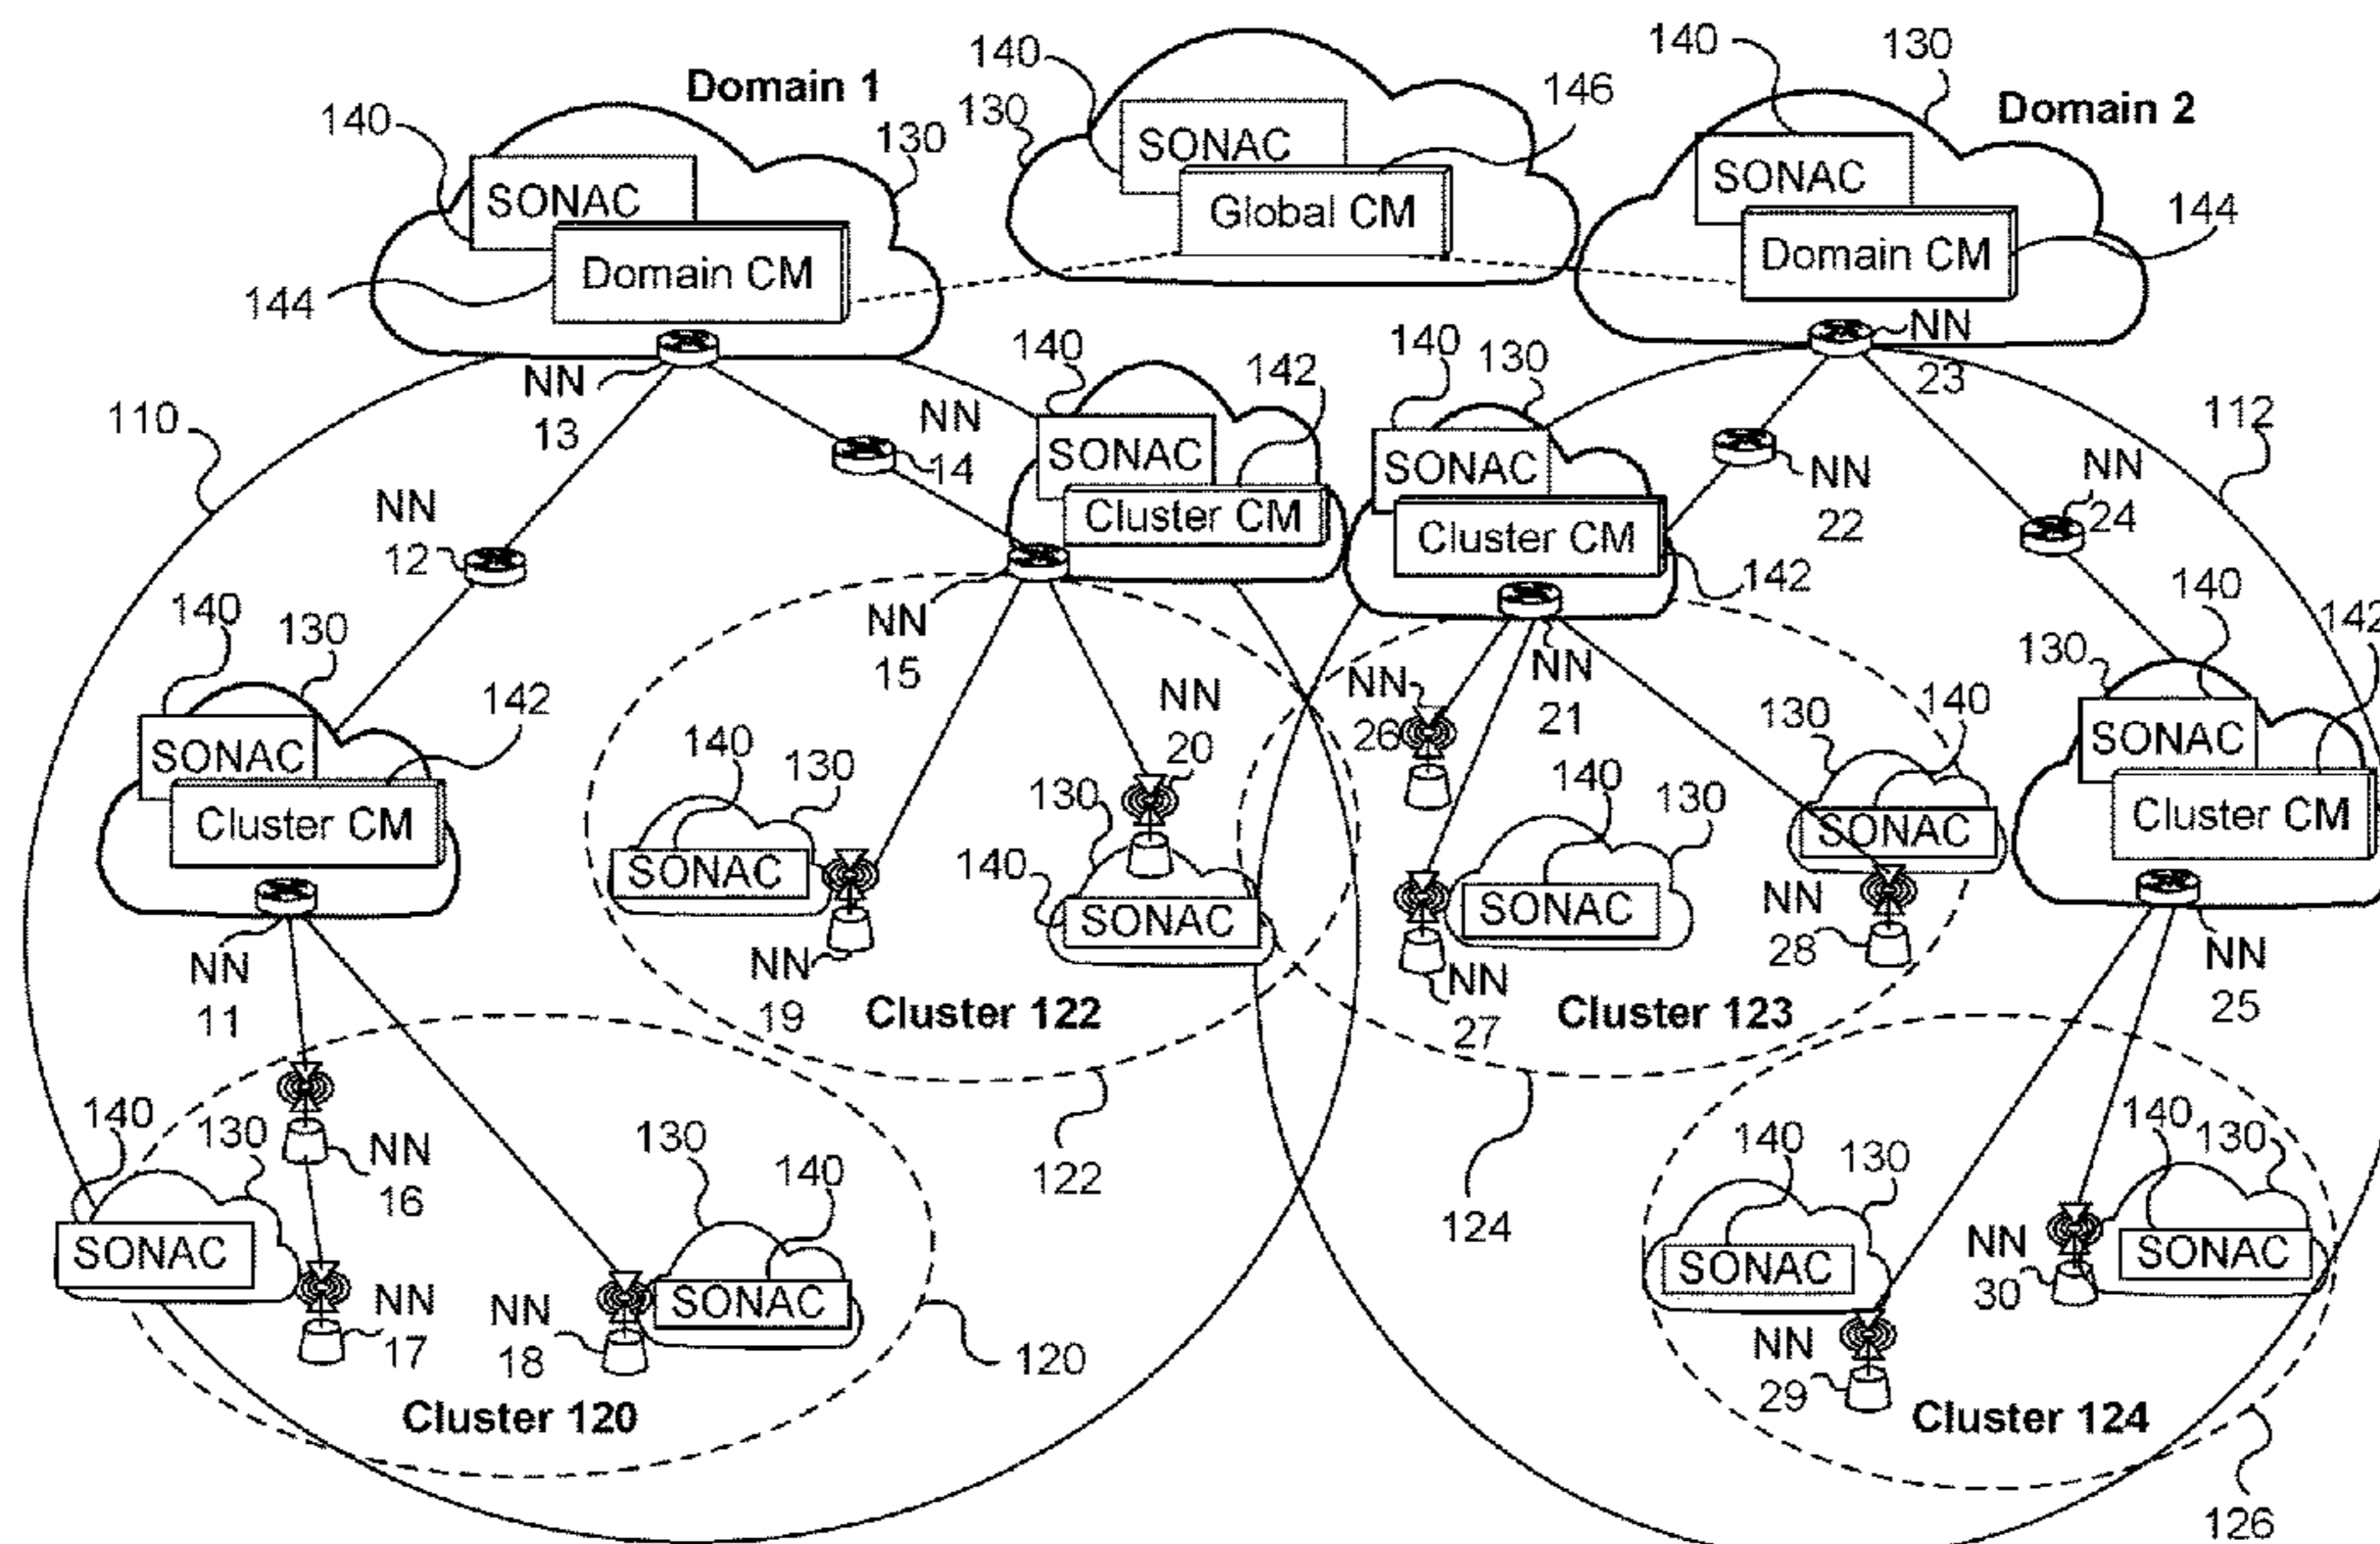 140
130
140
146
140
130
Domain 1
Domain 2
130
SONAC
Global CM
SONAC
Domain CM
144
SONAC
Domain CM
144
NN
13
NN
23
140
142
140
130
110
NN
14
SONAC
Cluster CM
SONAC
Cluster CM
142
NN
22
NN
24
112
NN
12
NN
15
NN
21
NN
26
140
130
142
140
130
142
SONAC
Cluster CM
NN
20
140
130
SONAC
130
140
SONAC
140
130
SONAC
130
140
SONAC
SONAC
Cluster CM
NN
11
NN
19
Cluster 122
NN
27
Cluster 123
NN
28
NN
25
122
124
140
130
SONAC
NN
16
NN
17
130
140
SONAC
NN
18
120
Cluster 120
140
130
SONAC
NN
29
140
130
SONAC
NN
30
Cluster 124
126